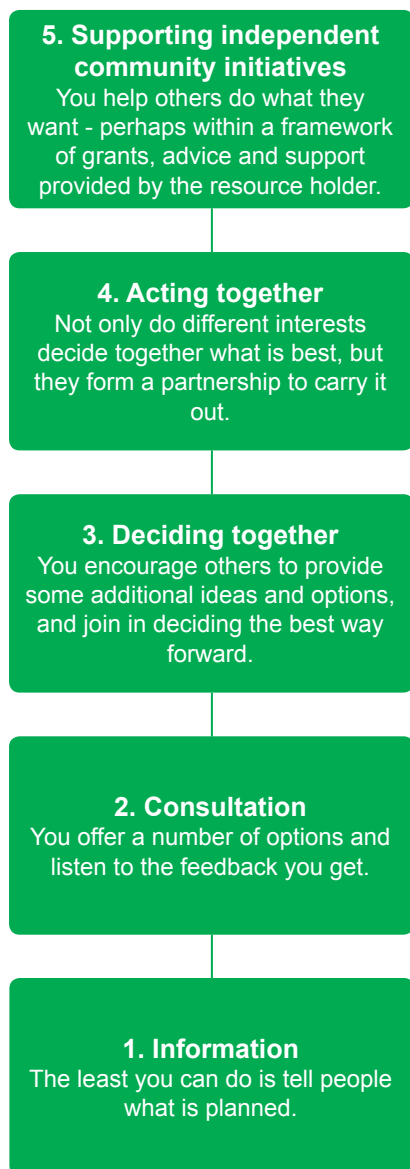 5. Supporting independent
community initiatives
You help others do what they
want - perhaps within a framework
of grants, advice and support
provided by the resource holder.
4. Acting together
Not only do different interests
decide together what is best, but
they form a partnership to carry it
out.
3. Deciding together
You encourage others to provide
some additional ideas and options,
and join in deciding the best way
forward.
2. Consultation
You offer a number of options and
listen to the feedback you get.
1. Information
The least you can do is tell people
what is planned.